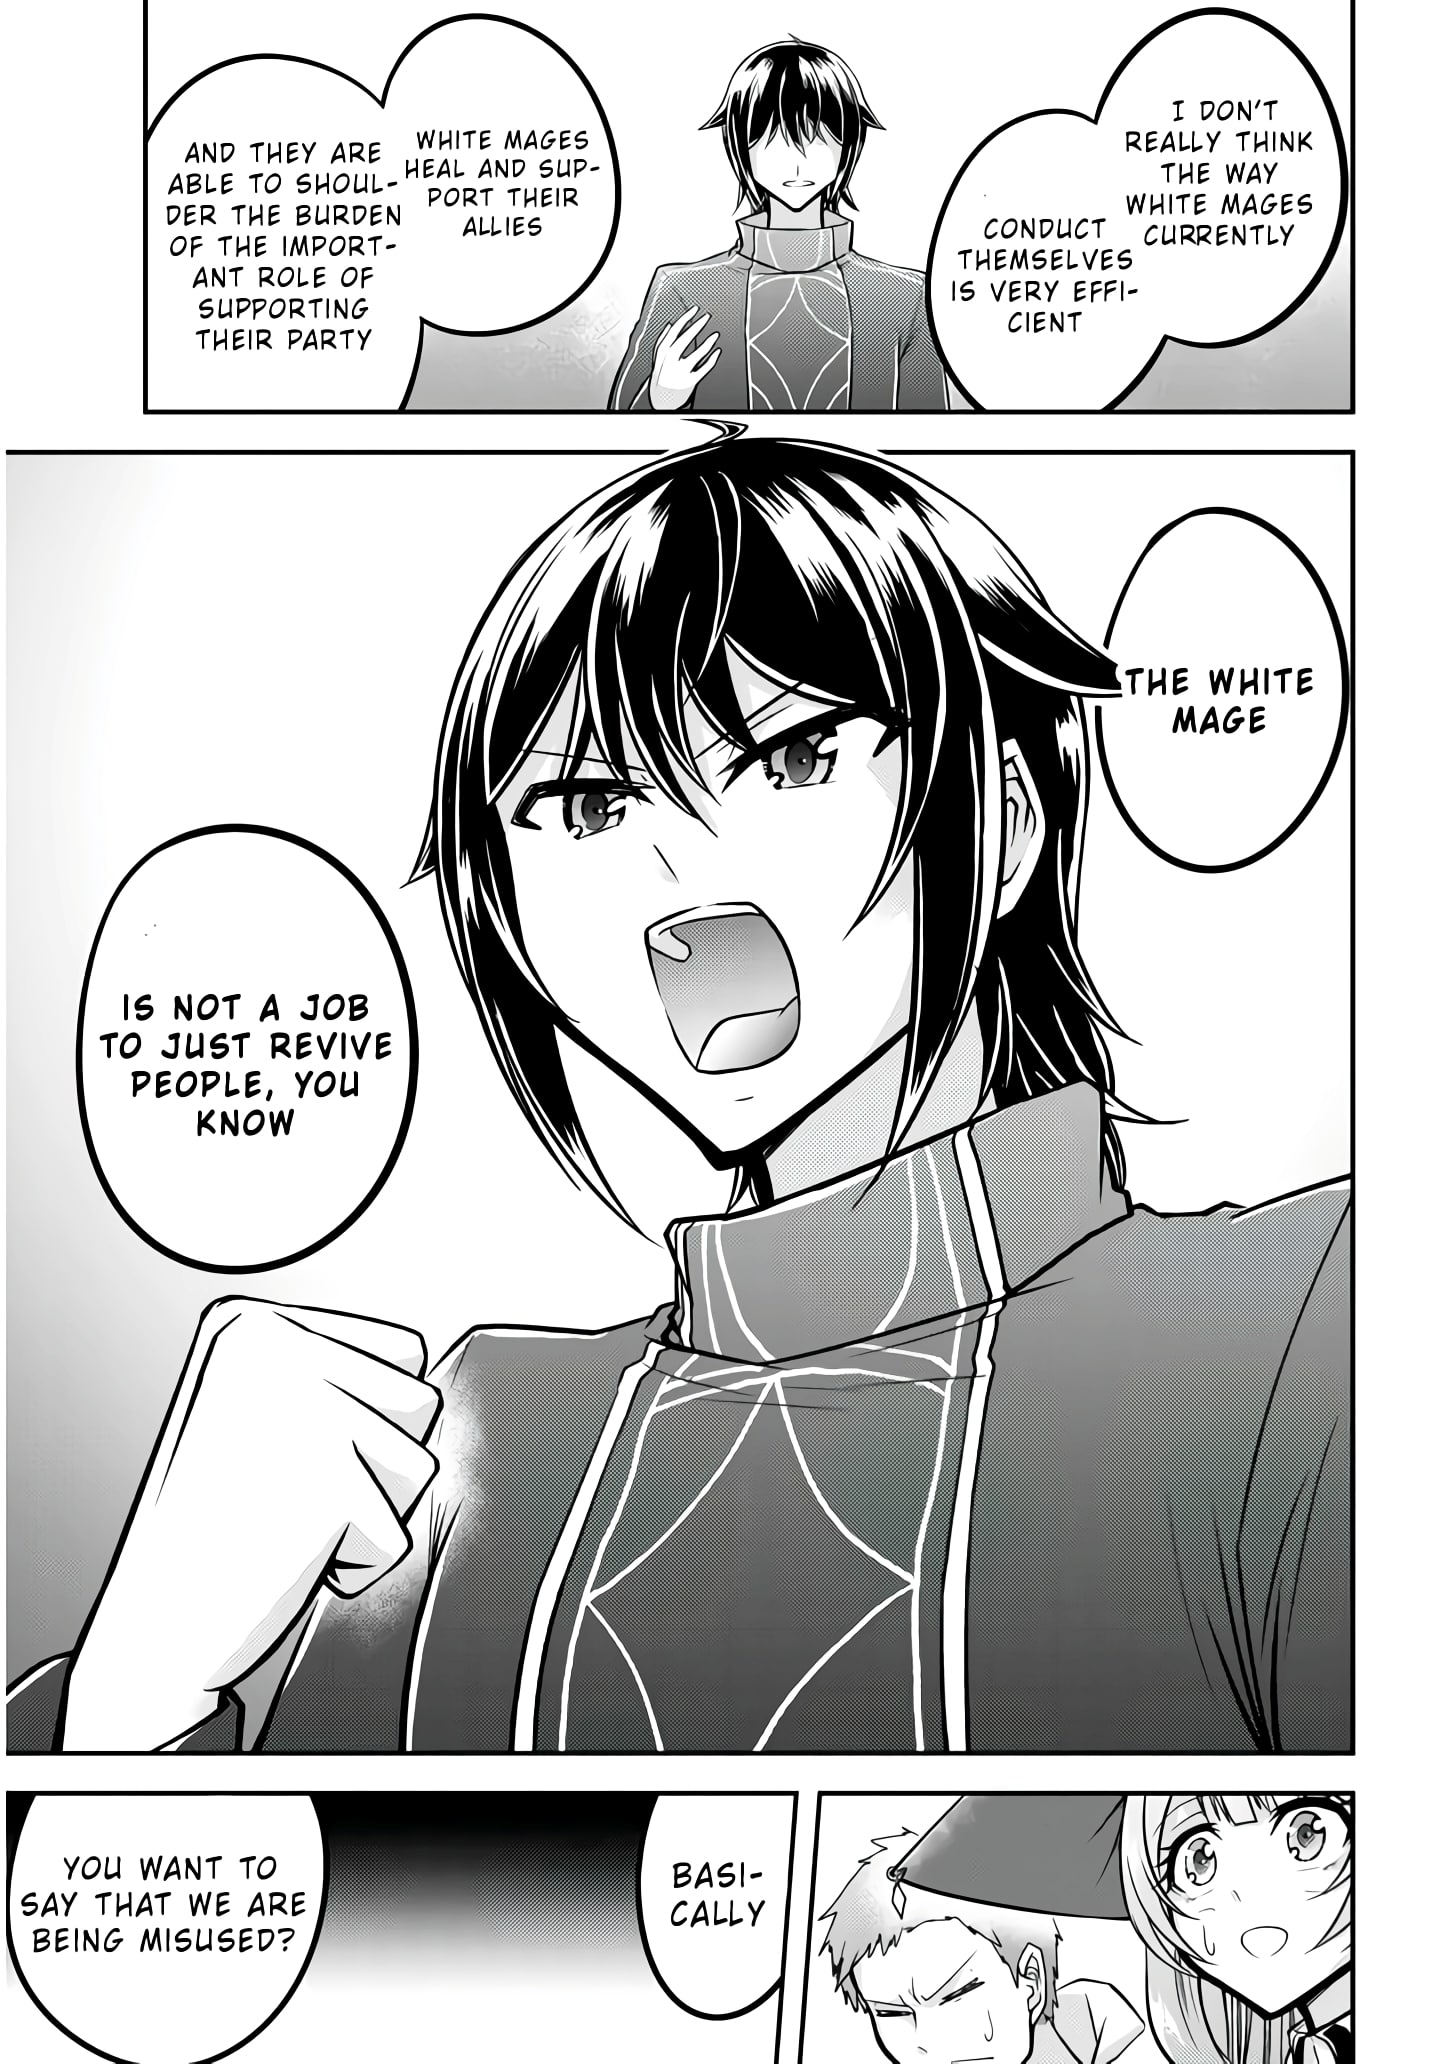 I DON'T
REALLY THINK
THE WAY
WHITE MAGES
CURRENTLY
CONDUCT
THEMSELVES
IS VERY EFFI-
CIENT
WHITE MAGES
HEAL AND SUP-
PORT THEIR
ALLIES
AND THEY ARE
ABLE TO SHOUL-
DER THE BURDEN
OF THE IMPORT-
ANT ROLE OF
SUPPORTING
THEIR PARTY
THE WHITE
MAGE
IS NOT A JOB
TO JUST REVIVE
PEOPLE, YOU
KNOW
BASI-
CALLY
YOU WANT TO
SAY THAT WE ARE
BEING MISUSED?